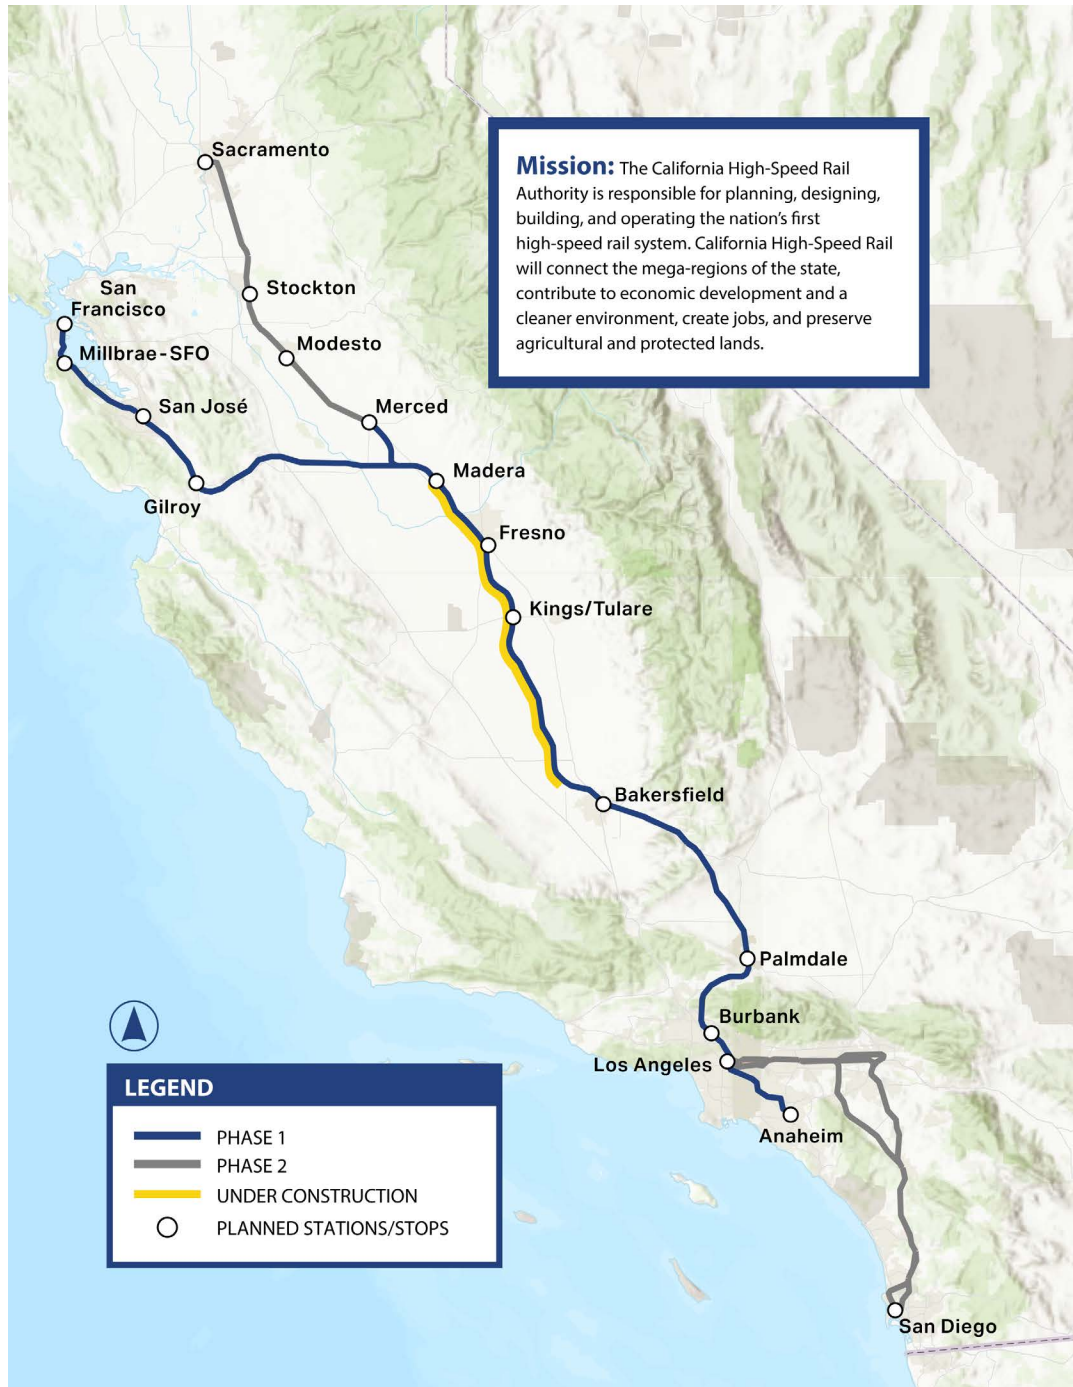 Sacramento
Mission: The California High-Speed Rail
Authority is responsible for planning, designing,
building, and operating the nation's first
high-speed rail system. California High-Speed Rail
will connect the mega-regions of the state,
contribute to economic development and a
cleaner environment, create jobs, and preserve
agricultural and protected lands.
Stockton
San
Francisco
Modesto
Millbrae-SFO
San José
Merced
Madera
Gilroy
Fresno
Kings/Tulare
Bakersfield
Palmdale
Burbank
Los Angeles
Anaheim
San Diego
LEGEND
PHASE 1
PHASE 2
UNDER CONSTRUCTION
PLANNED STATIONS/STOPS